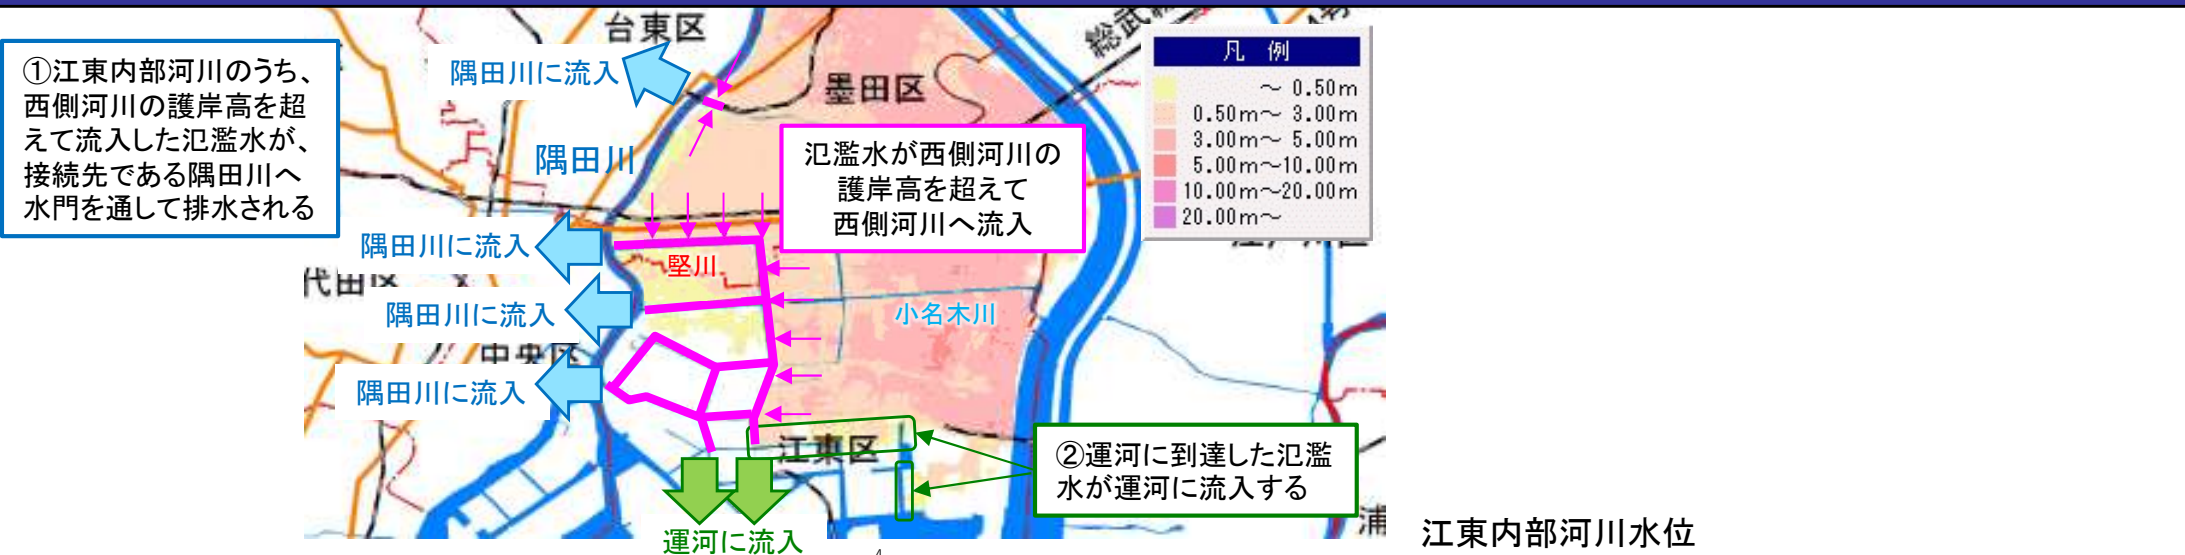 ①江東内部河川のうち、
西側河川の護岸高を超
えて流入した氾濫水が、
接続先である隅田川へ
水門を通して排水される
台東区
隅田川に流入
墨田区
隅田川
氾濫水が西側河川の
護岸高を超えて
西側河川へ流入
凡 例
～ 0.50m
0.50m～ 3.00m
3.00m～ 5.00m
5.00m～10.00m
10.00m～20.00m
20.00m～
隅田川に流入
竪川
代田区
隅田川に流入
小名木川
中央区
隅田川に流入
江東区
②運河に到達した氾濫
水が運河に流入する
運河に流入
浦
江東内部河川水位